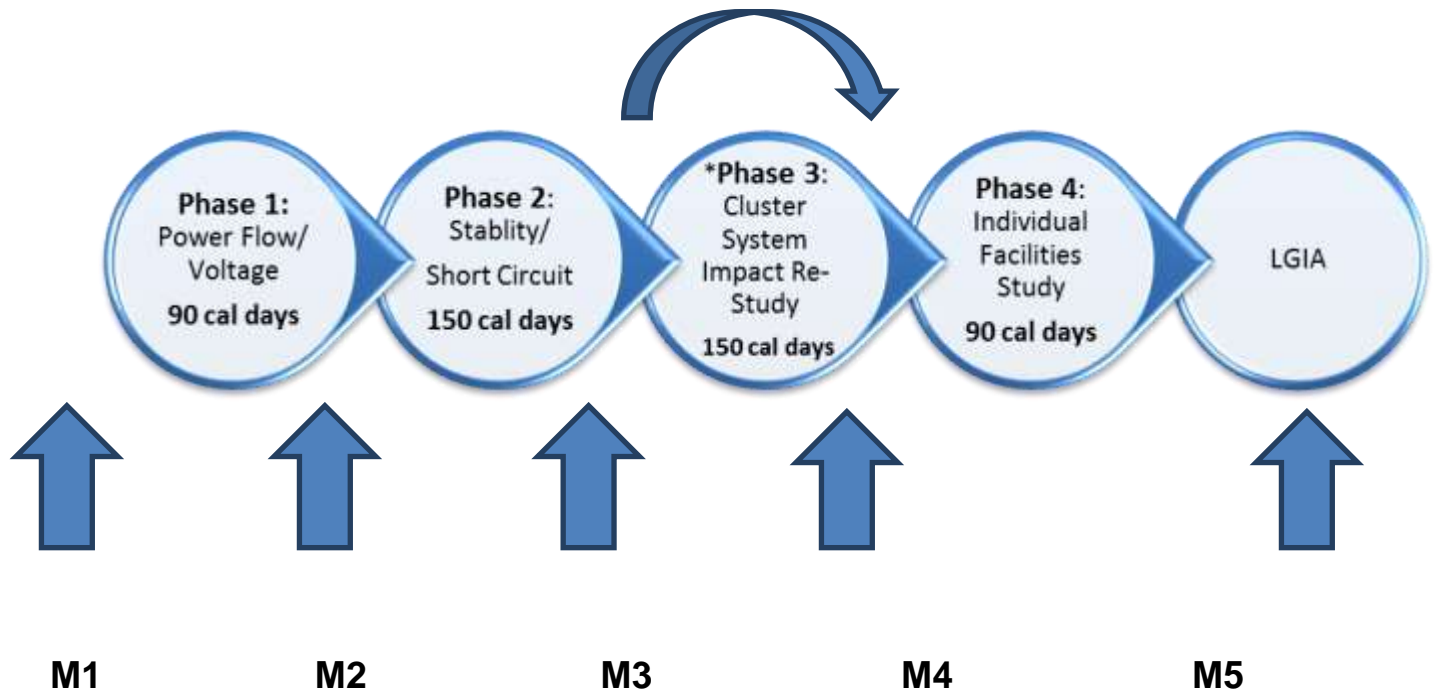 Phase 1:
Power Flow/
Voltage
90 cal days
Phase 2:
Stablity/
Short Circuit
150 cal days
*Phase 3:
Cluster
System
Impact Re-
Study
150 cal days
Phase 4:
Individual
Facilities
Study
90 cal days
LGIA
M1 M2 M3 M4 M5